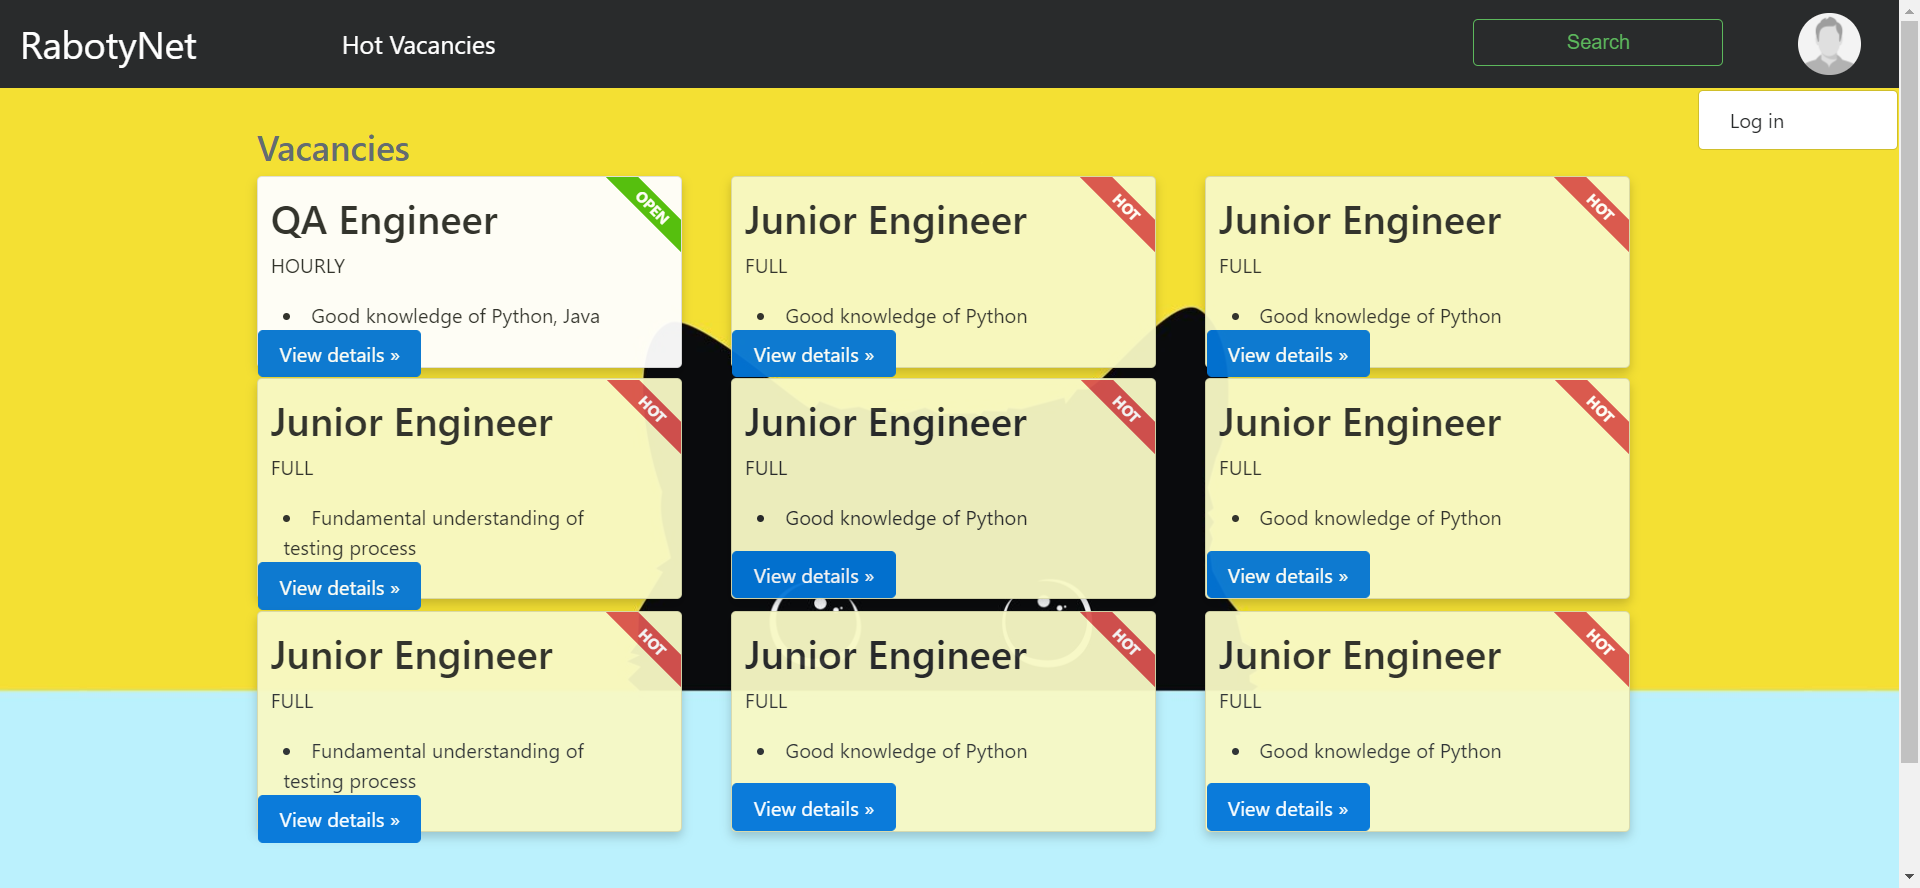 RabotyNet
Hot Vacancies
Search
Log in
Vacancies
QA Engineer
OPEN
HOURLY
• Good knowledge of Python, Java
View details »
Junior Engineer
HOT
FULL
• Good knowledge of Python
View details »
Junior Engineer
HOT
FULL
• Good knowledge of Python
View details »
Junior Engineer
HOT
FULL
• Fundamental understanding of
testing process
View details »
Junior Engineer
HOT
FULL
• Good knowledge of Python
View details »
Junior Engineer
HOT
FULL
• Good knowledge of Python
View details »
Junior Engineer
HOT
FULL
• Fundamental understanding of
testing process
View details »
Junior Engineer
HOT
FULL
• Good knowledge of Python
View details »
Junior Engineer
HOT
FULL
• Good knowledge of Python
View details »